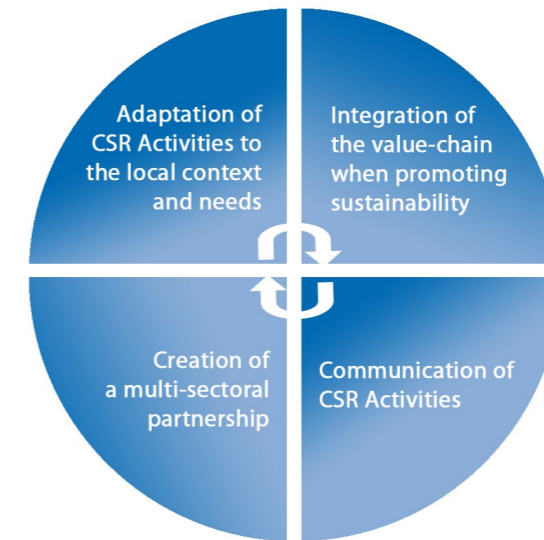 Adaptation of
CSR Activities to
the local context
and needs
Integration of
the value-chain
when promoting
sustainability
Creation of
a multi-sectoral
partnership
Communication of
CSR Activities